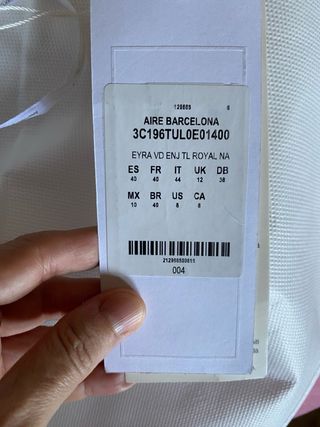 129885 6
AIRE BARCELONA
3C196TUL0E01400
EYRA VD ENJ TL ROYAL NA
ES FR IT UK DB
40 40 44 12 38
MX BR US CA
10 46 8 8
004